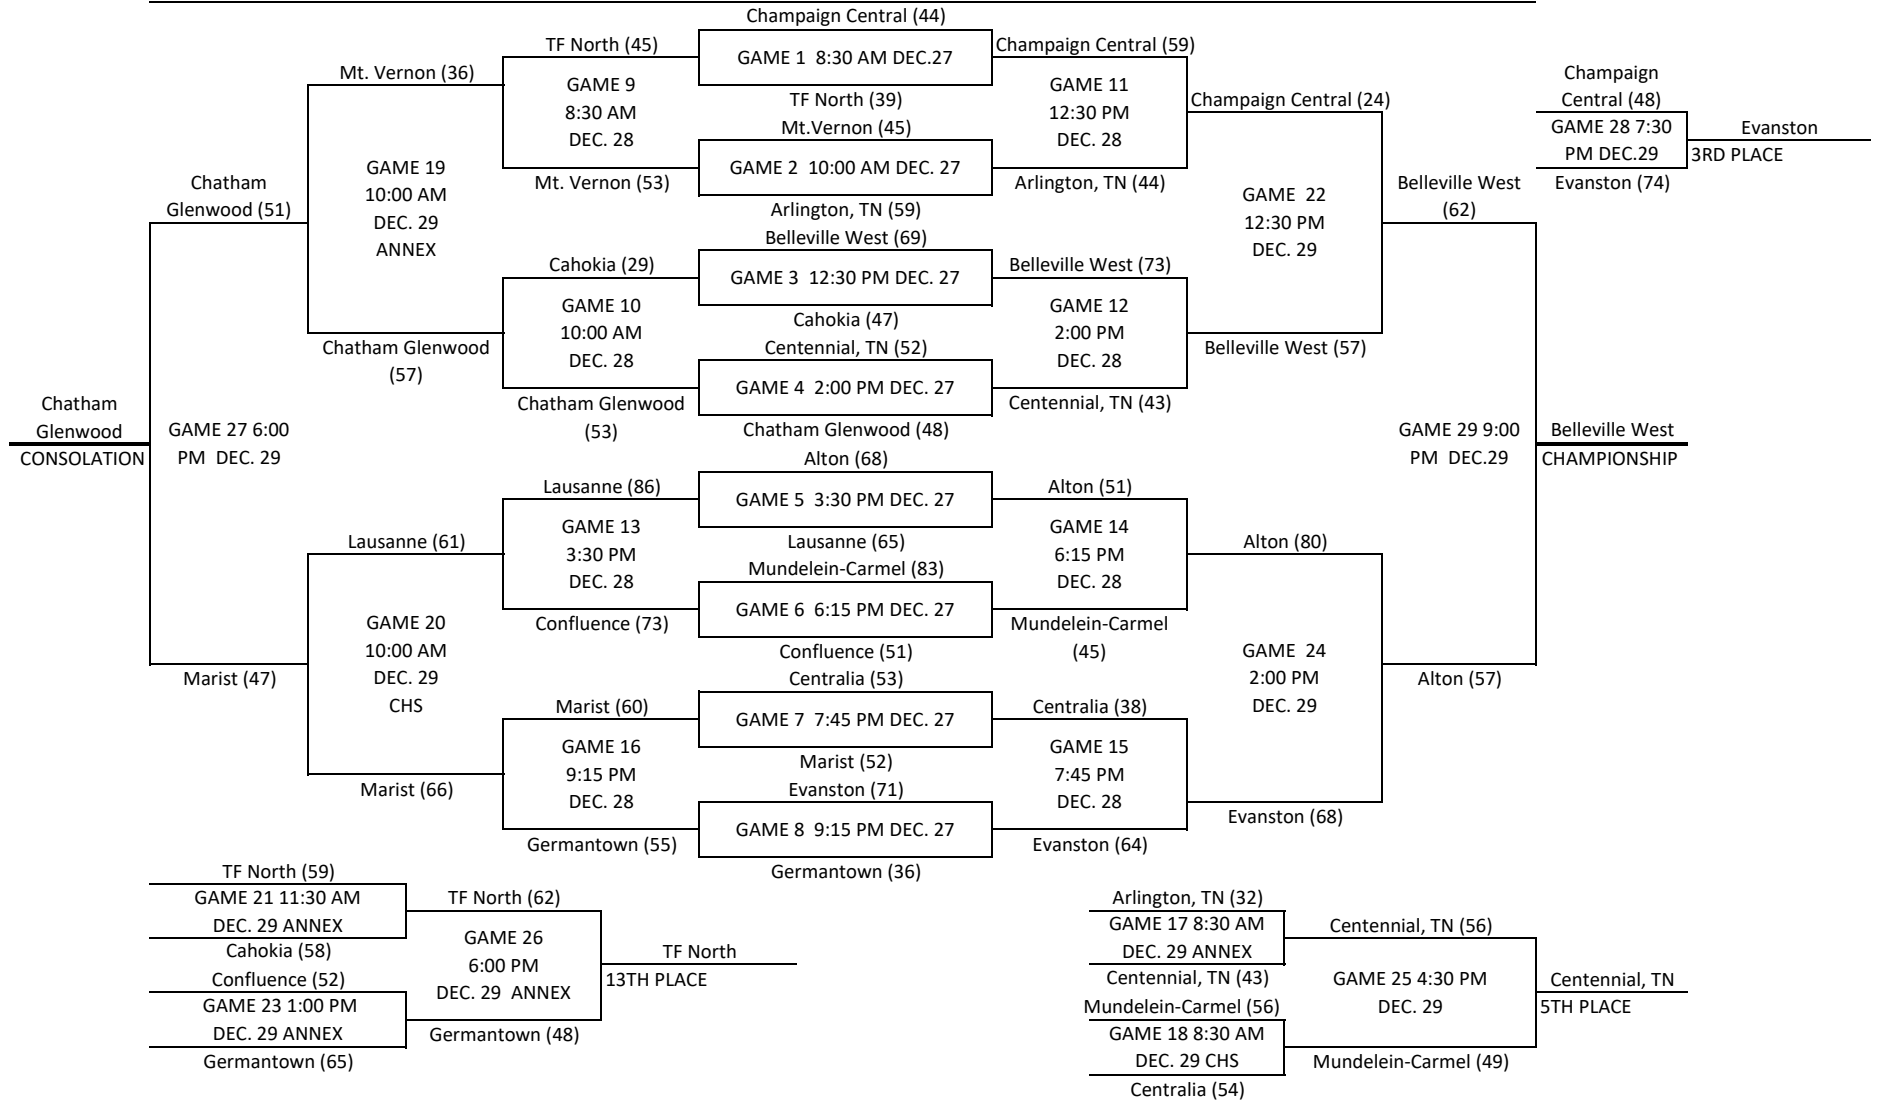 Champaign Central (44)
TF North (45)
GAME 1 8:30 AM DEC.27
Champaign Central (59)
Mt. Vernon (36)
GAME 9
8:30 AM
DEC. 28
TF North (39)
Mt.Vernon (45)
GAME 11
12:30 PM
DEC. 28
Champaign Central (24)
Champaign
Central (48)
GAME 28 7:30
PM DEC.29
Evanston
3RD PLACE
Evanston (74)
GAME 2 10:00 AM DEC. 27
Mt. Vernon (53)
Arlington, TN (44)
Arlington, TN (59)
Chatham
Glenwood (51)
GAME 19
10:00 AM
DEC. 29
ANNEX
GAME 22
12:30 PM
DEC. 29
Belleville West
(62)
Belleville West (69)
Cahokia (29)
GAME 3 12:30 PM DEC. 27
Belleville West (73)
GAME 10
10:00 AM
DEC. 28
Cahokia (47)
Centennial, TN (52)
GAME 12
2:00 PM
DEC. 28
Chatham Glenwood
(57)
Belleville West (57)
GAME 4 2:00 PM DEC. 27
Chatham Glenwood
(53)
Centennial, TN (43)
Chatham Glenwood (48)
Chatham
Glenwood
CONSOLATION
GAME 27 6:00
PM DEC. 29
GAME 29 9:00
PM DEC.29
Belleville West
CHAMPIONSHIP
Alton (68)
Lausanne (86)
GAME 5 3:30 PM DEC. 27
Alton (51)
Lausanne (61)
GAME 13
3:30 PM
DEC. 28
Lausanne (65)
Mundelein-Carmel (83)
GAME 14
6:15 PM
DEC. 28
Alton (80)
GAME 6 6:15 PM DEC. 27
Confluence (73)
Mundelein-Carmel
(45)
Confluence (51)
GAME 20
10:00 AM
DEC. 29
CHS
GAME 24
2:00 PM
DEC. 29
Marist (47)
Alton (57)
Centralia (53)
Marist (60)
GAME 7 7:45 PM DEC. 27
Centralia (38)
GAME 16
9:15 PM
DEC. 28
Marist (52)
Evanston (71)
GAME 15
7:45 PM
DEC. 28
Marist (66)
Evanston (68)
GAME 8 9:15 PM DEC. 27
Germantown (55)
Evanston (64)
Germantown (36)
TF North (59)
GAME 21 11:30 AM
DEC. 29 ANNEX
Cahokia (58)
TF North (62)
GAME 26
6:00 PM
DEC. 29 ANNEX
TF North
13TH PLACE
Confluence (52)
GAME 23 1:00 PM
DEC. 29 ANNEX
Germantown (65)
Germantown (48)
Arlington, TN (32)
GAME 17 8:30 AM
DEC. 29 ANNEX
Centennial, TN (43)
Centennial, TN (56)
GAME 25 4:30 PM
DEC. 29
Centennial, TN
5TH PLACE
Mundelein-Carmel (56)
GAME 18 8:30 AM
DEC. 29 CHS
Centralia (54)
Mundelein-Carmel (49)